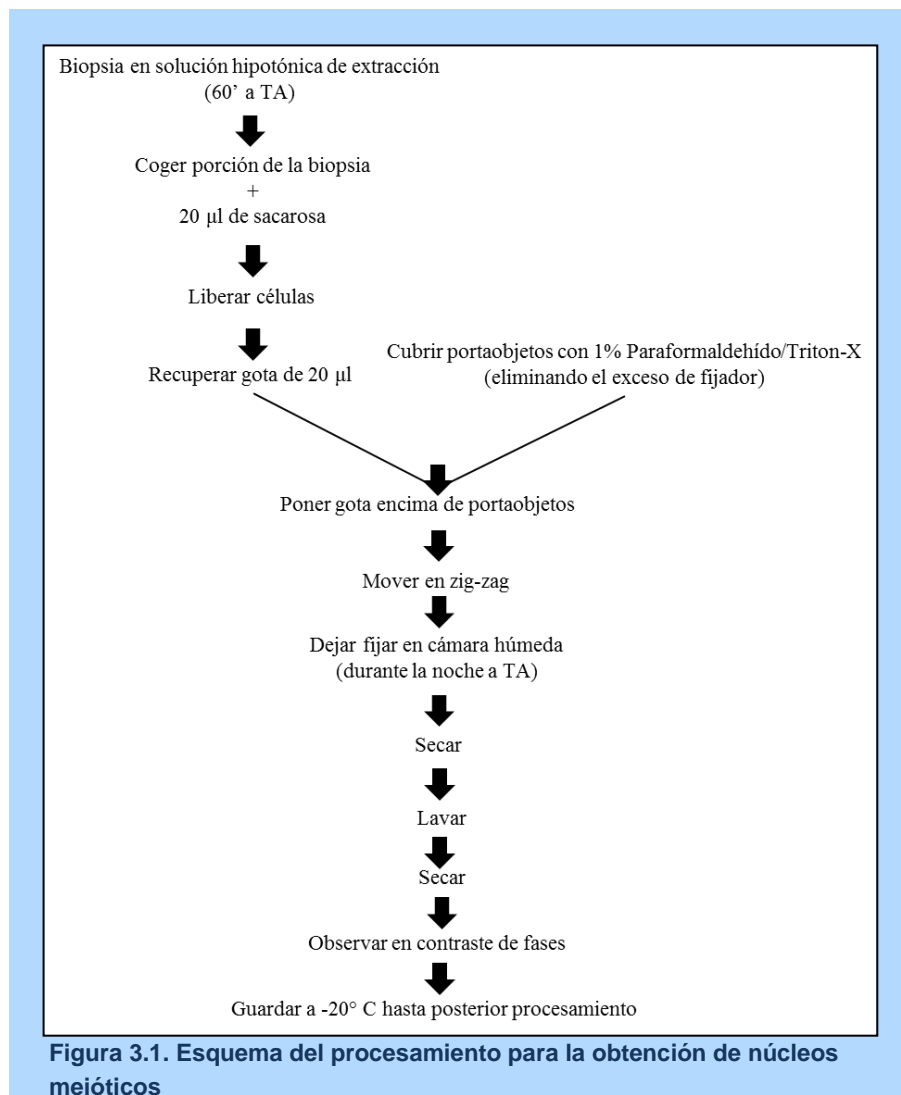 Biopsia en solución hipotónica de extracción
(60’ a TA)
Coger porción de la biopsia
+
20 μl de sacarosa
Liberar células
Recuperar gota de 20 μl
Cubrir portaobjetos con 1% Paraformaldehído/Triton-X
(eliminando el exceso de fijador)
Poner gota encima de portaobjetos
Mover en zig-zag
Dejar fijar en cámara húmeda
(durante la noche a TA)
Secar
Lavar
Secar
Observar en contraste de fases
Guardar a -20° C hasta posterior procesamiento
Figura 3.1. Esquema del procesamiento para la obtención de núcleos
meióticos